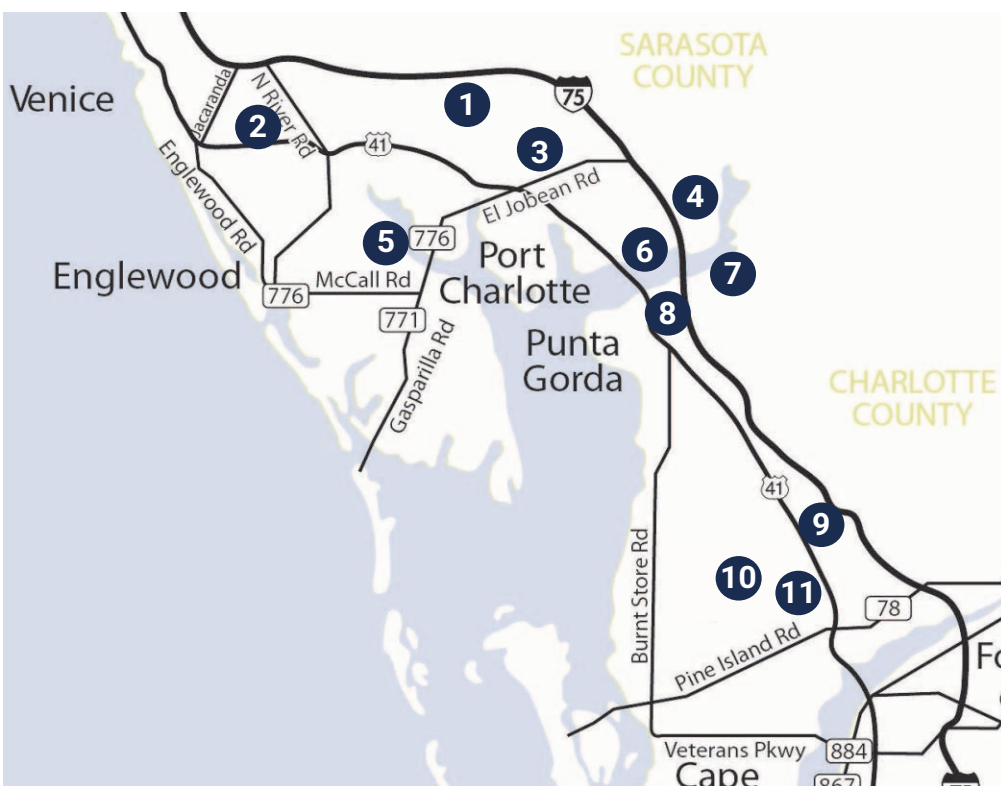 SARASOTA
COUNTY
Venice
Jacaranda
N River Rd
1
75
2
41
3
Englewood Rd
El Jobean Rd
4
5
776
6
Port
Charlotte
7
Englewood
McCall Rd
776
771
8
Gasparilla Rd
Punta
Gorda
CHARLOTTE
COUNTY
41
9
Burnt Store Rd
10
11
78
Pine Island Rd
Veterans Pkwy
884
Cape